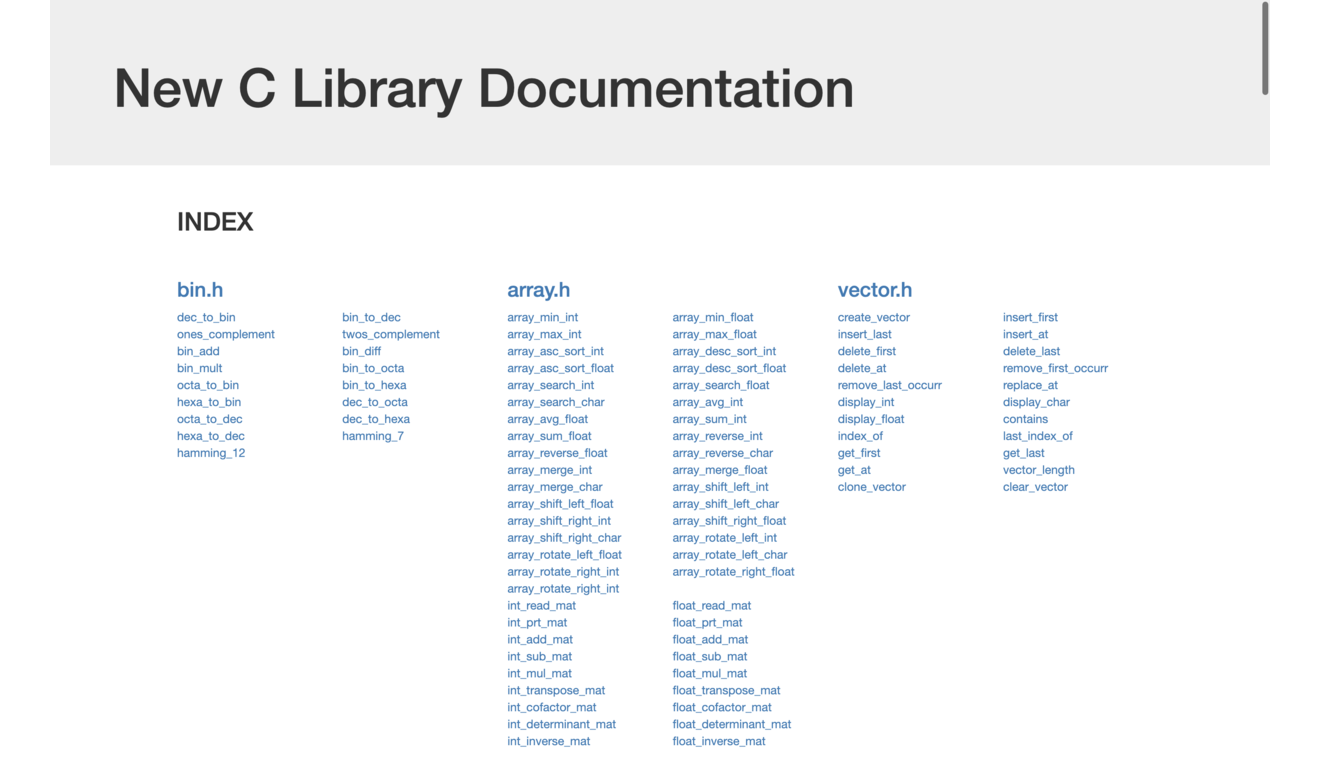 New C Library Documentation
INDEX
bin.h
dec_to_bin bin_to_dec
ones_complement twos_complement
bin_add bin_diff
bin_mult bin_to_octa
octa_to_bin bin_to_hexa
hexa_to_bin dec_to_octa
octa_to_dec dec_to_hexa
hexa_to_dec hamming_7
hamming_12
array.h
array_min_int array_min_float
array_max_int array_max_float
array_asc_sort_int array_desc_sort_int
array_asc_sort_float array_desc_sort_float
array_search_int array_search_float
array_search_char array_avg_int
array_avg_float array_sum_int
array_sum_float array_reverse_int
array_reverse_float array_reverse_char
array_merge_int array_merge_float
array_merge_char array_shift_left_int
array_shift_left_float array_shift_left_char
array_shift_right_int array_shift_right_float
array_shift_right_char array_rotate_left_int
array_rotate_left_float array_rotate_left_char
array_rotate_right_int array_rotate_right_float
array_rotate_right_int
int_read_mat float_read_mat
int_prt_mat float_prt_mat
int_add_mat float_add_mat
int_sub_mat float_sub_mat
int_mul_mat float_mul_mat
int_transpose_mat float_transpose_mat
int_cofactor_mat float_cofactor_mat
int_determinant_mat float_determinant_mat
int_inverse_mat float_inverse_mat
vector.h
create_vector insert_first
insert_last insert_at
delete_first delete_last
delete_at remove_first_occurr
remove_last_occurr replace_at
display_int display_char
display_float contains
index_of last_index_of
get_first get_last
get_at vector_length
clone_vector clear_vector